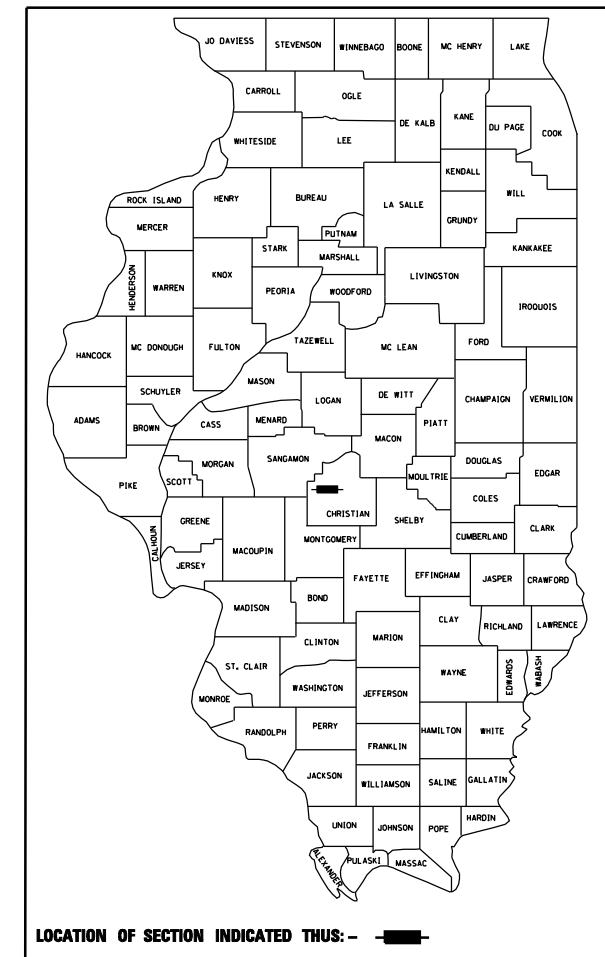 JO DAVIESS STEVENSON WINNEBAGO BOONE MC HENRY LAKE
CARROLL OGLE DE KALB KANE DU PAGE COOK
WHITESIDE LEE KENDALL WILL
ROCK ISLAND HENRY BUREAU LA SALLE GRUNDY
MERCER PUTNAM KANKAKEE
STARK MARSHALL
HENDERSON WARREN KNOX PEORIA WOODFORD LIVINGSTON IROQUOIS
HANCOCK MC DONOUGH FULTON TAZEWELL MC LEAN FORD
MASON
SCHUYLER LOGAN DE WITT CHAMPAIGN VERMILION
ADAMS BROWN CASS MENARD MACON PIATT
SANGAMON DOUGLAS
PIKE SCOTT MORGAN MOULTRIE COLES EDGAR
GREENE CHRISTIAN SHELBY CLARK
CALHOUN MACOUPIN MONTGOMERY CUMBERLAND
JERSEY FAYETTE EFFINGHAM JASPER CRAWFORD
MADISON BOND CLAY RICHLAND LAWRENCE
CLINTON MARION
ST. CLAIR WAYNE EDWARDS WABASH
MONROE WASHINGTON JEFFERSON
RANDOLPH PERRY HAMILTON WHITE
FRANKLIN
JACKSON WILLIAMSON SALINE GALLATIN
UNION JOHNSON POPE HARDIN
ALEXANDER PULASKI MASSAC
LOCATION OF SECTION INDICATED THUS: –